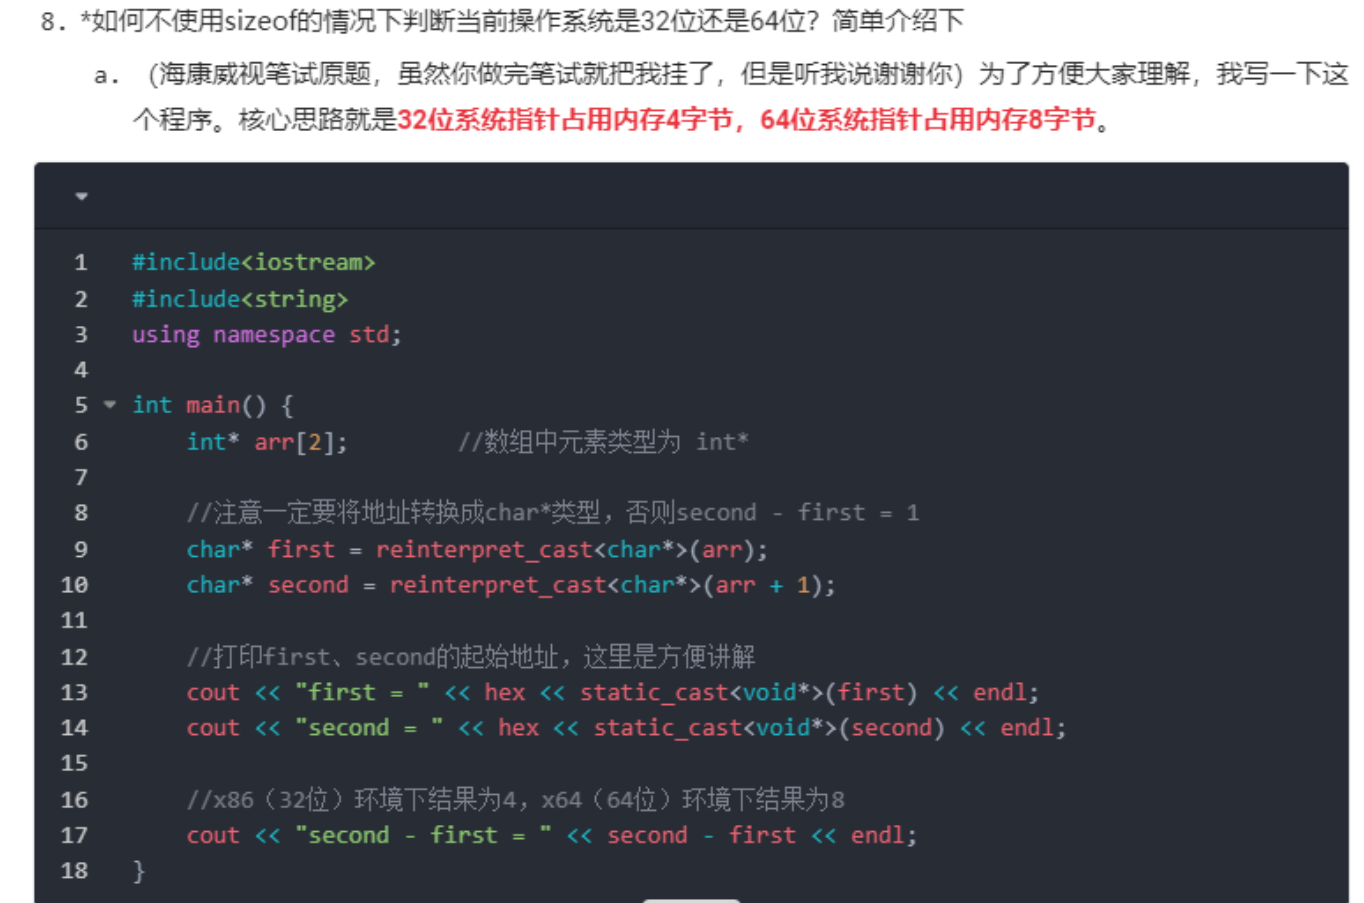 8. *如何不使用sizeof的情况下判断当前操作系统是32位还是64位？简单介绍下
a. （海康威视笔试原题，虽然你做完笔试就把我挂了，但是听我说谢谢你）为了方便大家理解，我写一下这
个程序。核心思路就是32位系统指针占用内存4字节，64位系统指针占用内存8字节。
1 #include<iostream>
2 #include<string>
3 using namespace std;
4
5 int main() {
6 int* arr[2]; //数组中元素类型为 int*
7
8 //注意一定要将地址转换成char*类型，否则second - first = 1
9 char* first = reinterpret_cast<char*>(arr);
10 char* second = reinterpret_cast<char*>(arr + 1);
11
12 //打印first、second的起始地址，这里是方便讲解
13 cout << "first = " << hex << static_cast<void*>(first) << endl;
14 cout << "second = " << hex << static_cast<void*>(second) << endl;
15
16 //x86（32位）环境下结果为4，x64（64位）环境下结果为8
17 cout << "second - first = " << second - first << endl;
18 }